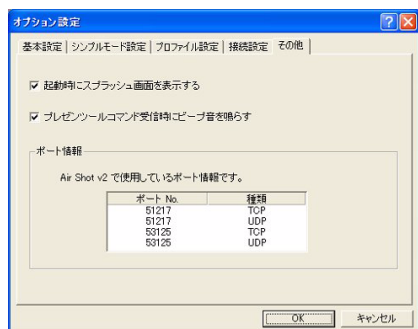 オプション設定
基本設定 シンプルモード設定 プロファイル設定 接続設定 その他
起動時にスプラッシュ画面を表示する
プレゼンツールコマンド受信時にビープ音を鳴らす
ポート情報
Air Shot v2 で使用しているポート情報です。
ポート No. 種類
51217 TCP
51217 UDP
53125 TCP
53125 UDP
OK キャンセル